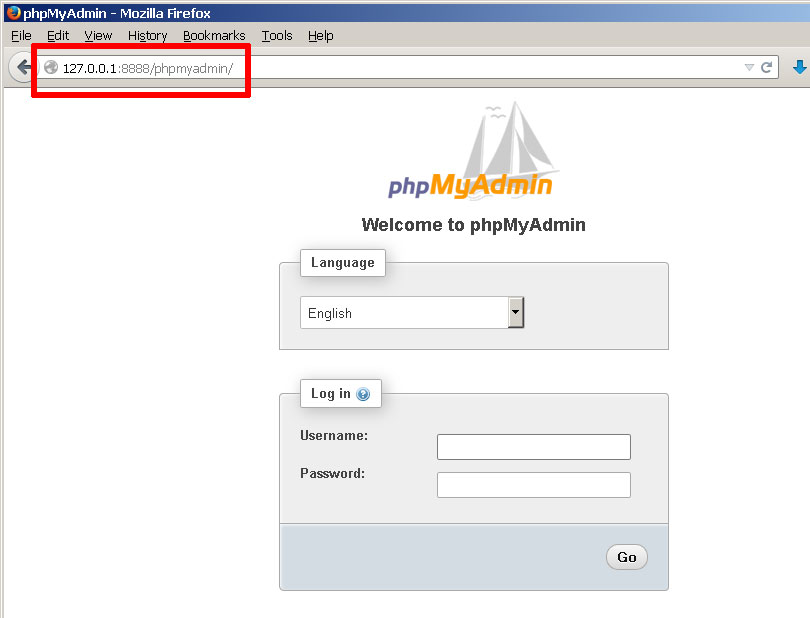 phpMyAdmin - Mozilla Firefox
File Edit View History Bookmarks Tools Help
127.0.0.1:8888/phpmyadmin/
phpMyAdmin
Welcome to phpMyAdmin
Language
English
Log in
Username:
Password:
Go